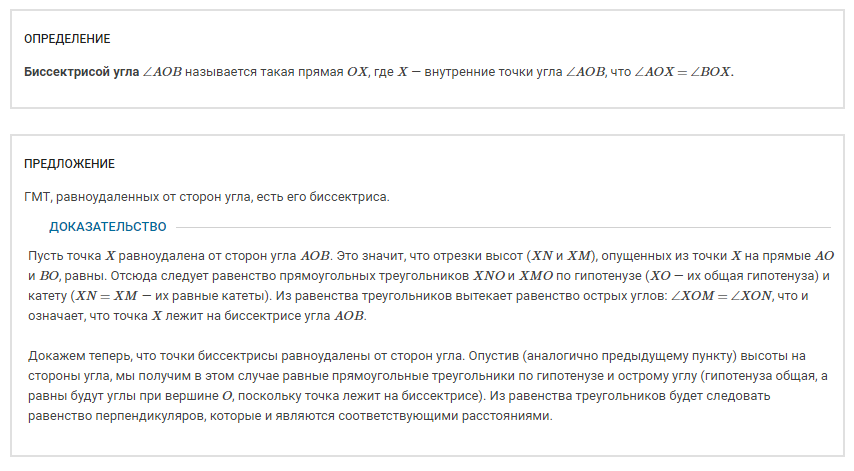 ОПРЕДЕЛЕНИЕ
Биссектрисой угла ∠AOB называется такая прямая OX, где X − внутренние точки угла ∠AOB, что ∠AOX = ∠BOX.
ПРЕДЛОЖЕНИЕ
ГМТ, равноудаленных от сторон угла, есть его биссектриса.
ДОКАЗАТЕЛЬСТВО
Пусть точка X равноудалена от сторон угла AOB. Это значит, что отрезки высот (XN и XM), опущенных из точки X на прямые AO
и BO, равны. Отсюда следует равенство прямоугольных треугольников XNO и XMO по гипотенузе (XO − их общая гипотенуза) и
катету (XN = XM − их равные катеты). Из равенства треугольников вытекает равенство острых углов: ∠XOM = ∠XON, что и
означает, что точка X лежит на биссектрисе угла AOB.
Докажем теперь, что точки биссектрисы равноудалены от сторон угла. Опустив (аналогично предыдущему пункту) высоты на
стороны угла, мы получим в этом случае равные прямоугольные треугольники по гипотенузе и острому углу (гипотенуза общая, а
равны будут углы при вершине O, поскольку точка лежит на биссектрисе). Из равенства треугольников будет следовать
равенство перпендикуляров, которые и являются соответствующими расстояниями.